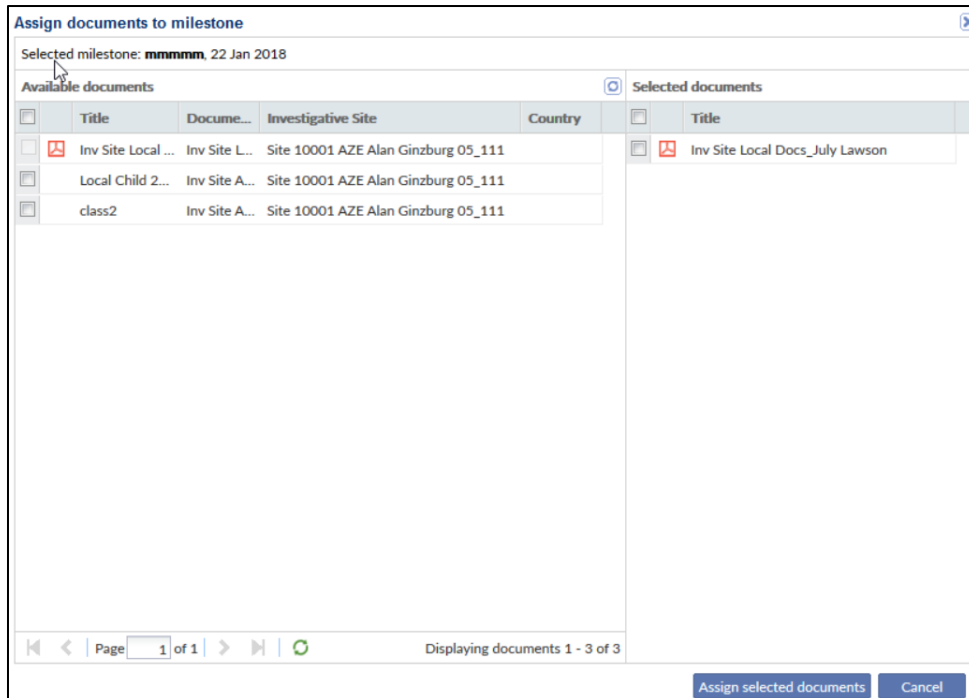 Assign documents to milestone
Selected milestone: mmmmm, 22 Jan 2018
Available documents
Title Docume... Investigative Site Country
Inv Site Local ... Inv Site L... Site 10001 AZE Alan Ginzburg 05_111
Local Child 2... Inv Site A... Site 10001 AZE Alan Ginzburg 05_111
class2 Inv Site A... Site 10001 AZE Alan Ginzburg 05_111
Page 1 of 1 Displaying documents 1 - 3 of 3
Selected documents
Title
Inv Site Local Docs_July Lawson
Assign selected documents Cancel